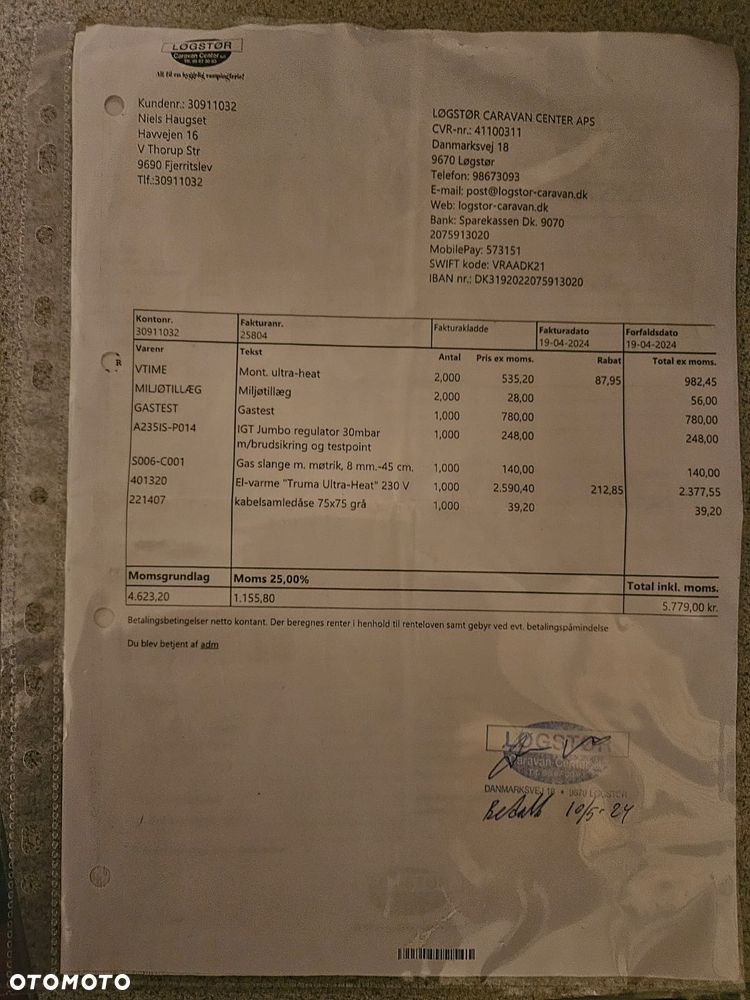 LØGSTØR
Caravan Center
Alt til en hyggelig campingferie!
Kundenr.: 30911032
Niels Haugset
Havvejen 16
V Thorup Str
9690 Fjerritslev
Tlf.:30911032
LØGSTØR CARAVAN CENTER APS
CVR-nr.: 41100311
Danmarksvej 18
9670 Løgstør
Telefon: 98673093
E-mail: post@logstor-caravan.dk
Web: logstor-caravan.dk
Bank: Sparekassen Dk. 9070
2075913020
MobilePay: 573151
SWIFT kode: VRAADK21
IBAN nr.: DK3192022075913020
Kontonr. Fakturanr. Fakturakladde Fakturadato Forfaldsdato
30911032 25804 19-04-2024 19-04-2024
Varenr Tekst Antal Pris ex moms. Rabat Total ex moms.
VTIME Mont. ultra-heat 2,000 535,20 87,95 982,45
MILJØTILLÆG Miljøtillæg 2,000 28,00 56,00
GASTEST Gastest 1,000 780,00 780,00
A235IS-P014 IGT Jumbo regulator 30mbar 1,000 248,00 248,00
m/brudsikring og testpoint
S006-C001 Gas slange m. møtrik, 8 mm.-45 cm. 1,000 140,00 140,00
401320 El-varme "Truma Ultra-Heat" 230 V 1,000 2.590,40 212,85 2.377,55
221407 kabelsamledåse 75x75 grå 1,000 39,20 39,20
Momsgrundlag Moms 25,00% Total inkl. moms.
4.623,20 1.155,80 5.779,00 kr.
Betalingsbetingelser netto kontant. Der beregnes renter i henhold til renteloven samt gebyr ved evt. betalingspåmindelse
Du blev betjent af adm
LØGSTØR
Caravan Center
DANMARKSVEJ 18 • 9670 LØGSTØR
Betalt 10/5-24
OTOMOTO